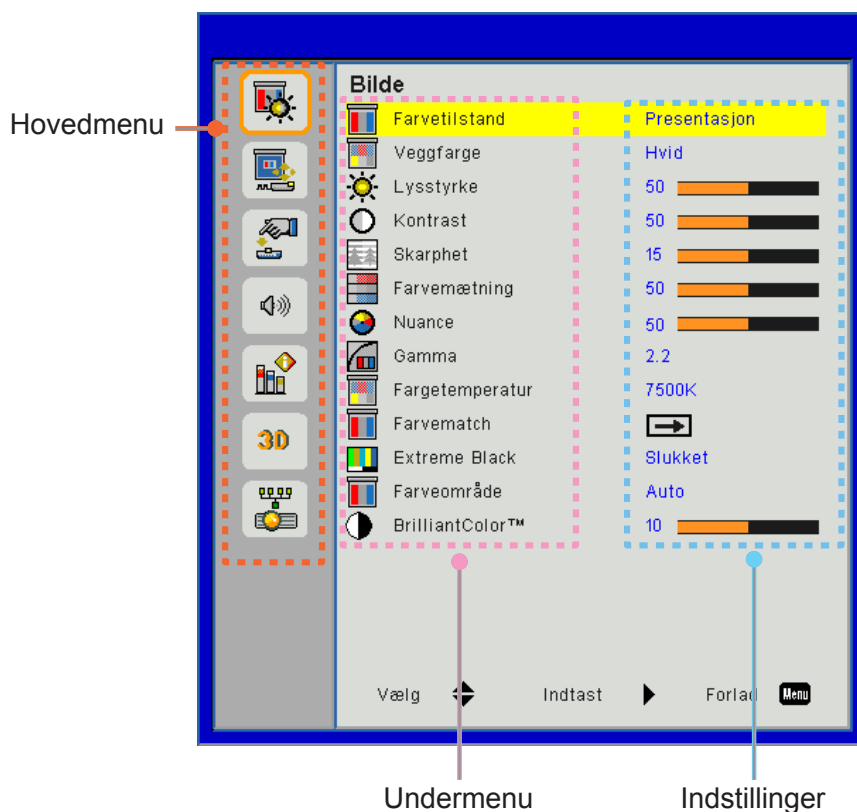 Hovedmenu
Bilde
Farvetilstand Presentasjon
Veggfarge Hvid
Lysstyrke 50
Kontrast 50
Skarphet 15
Farvemætning 50
Nuance 50
Gamma 2.2
Fargetemperatur 7500K
Farvematch
3D
Extreme Black Slukket
Farveområde Auto
BrilliantColor™ 10
Vælg Indtast Forlad Menu
Undermenu Indstillinger